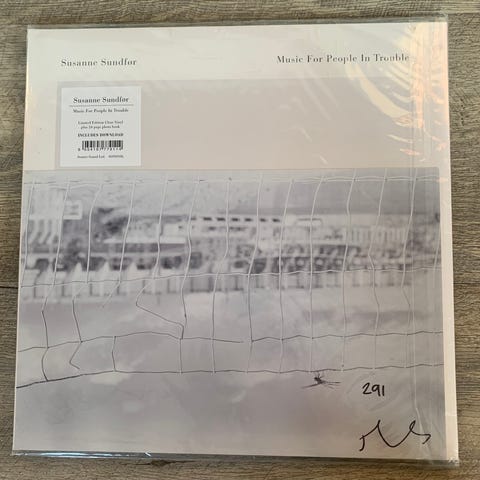 Susanne Sundfør
Music For People In Trouble
Susanne Sundfør
Music For People In Trouble
Limited Edition Clear Vinyl
INCLUDES DOWNLOAD
291